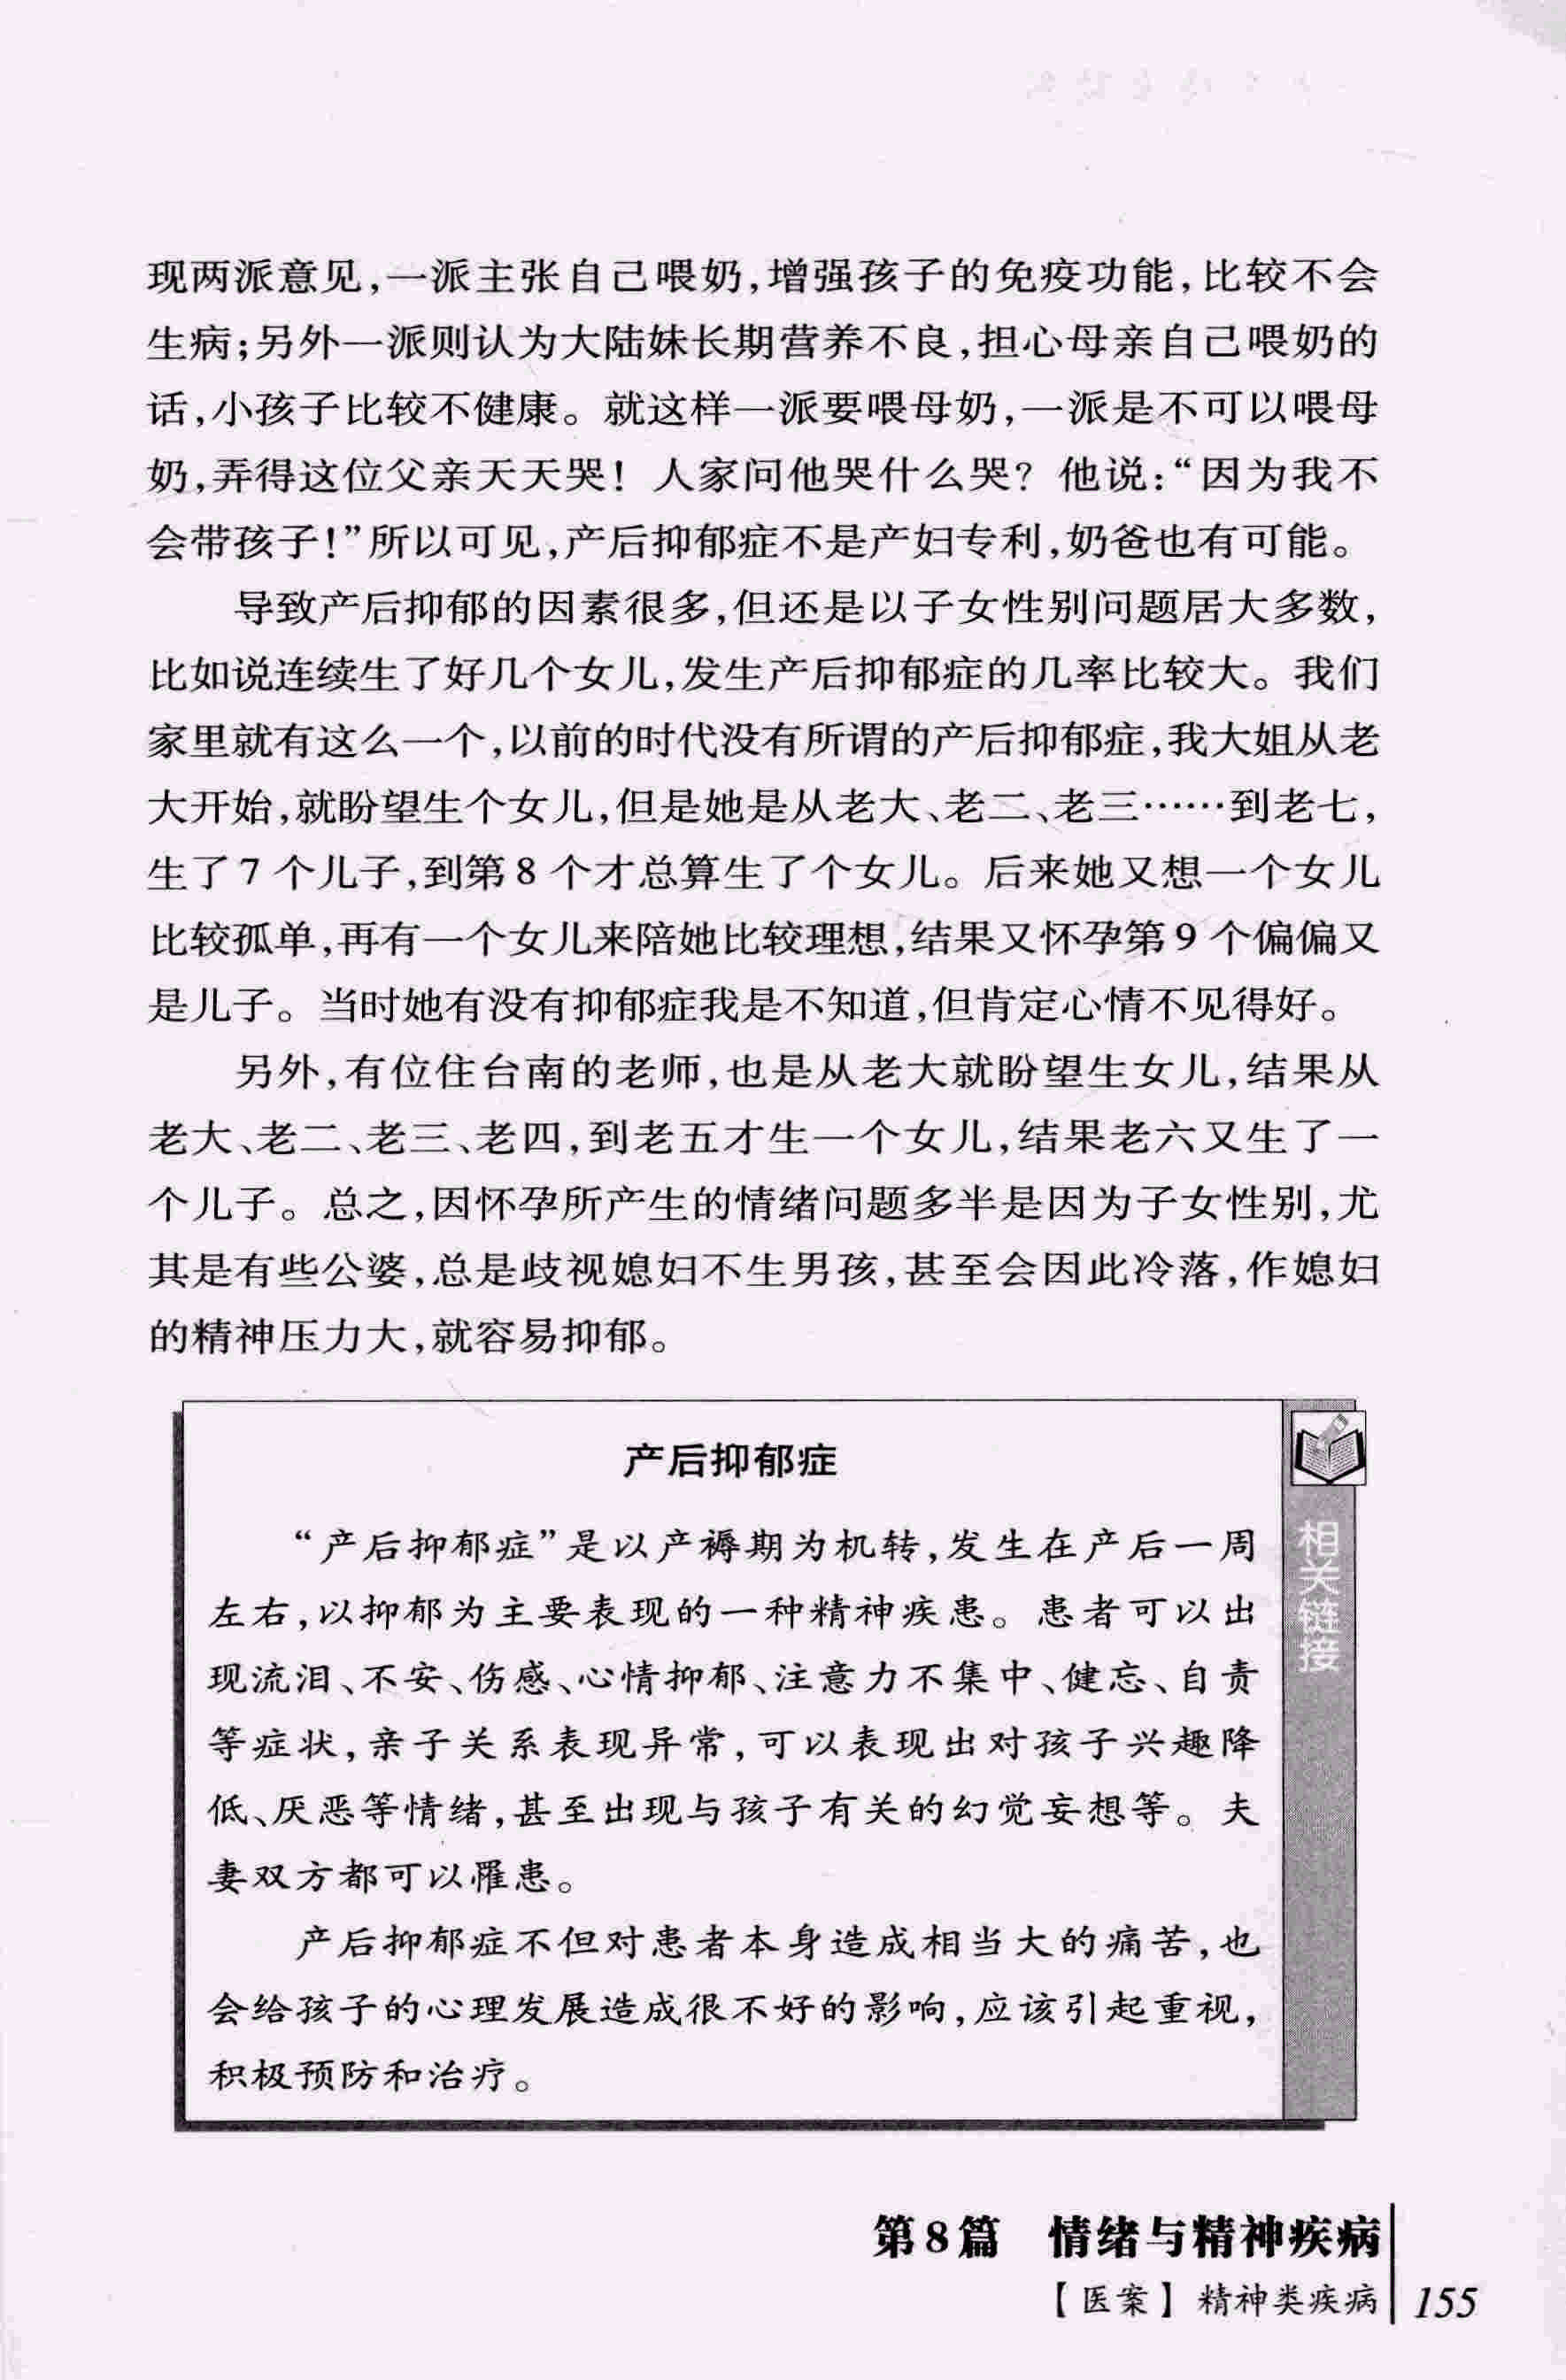 现两派意见,一派主张自己喂奶,增强孩子的免疫功能,比较不会
生病;另外一派则认为大陆妹长期营养不良,担心母亲自己喂奶的
话,小孩子比较不健康。就这样一派要喂母奶,一派是不可以喂母
奶,弄得这位父亲天天哭！人家问他哭什么哭？他说:“因为我不
会带孩子!”所以可见,产后抑郁症不是产妇专利,奶爸也有可能。
导致产后抑郁的因素很多,但还是以子女性别问题居大多数,
比如说连续生了好几个女儿,发生产后抑郁症的几率比较大。我们
家里就有这么一个,以前的时代没有所谓的产后抑郁症,我大姐从老
大开始,就盼望生个女儿,但是她是从老大、老二、老三……到老七,
生了7个儿子,到第8个才总算生了个女儿。后来她又想一个女儿
比较孤单,再有一个女儿来陪她比较理想,结果又怀孕第9个偏偏又
是儿子。当时她有没有抑郁症我是不知道,但肯定心情不见得好。
另外,有位住台南的老师,也是从老大就盼望生女儿,结果从
老大、老二、老三、老四,到老五才生一个女儿,结果老六又生了一
个儿子。总之,因怀孕所产生的情绪问题多半是因为子女性别,尤
其是有些公婆,总是歧视媳妇不生男孩,甚至会因此冷落,作媳妇
的精神压力大,就容易抑郁。
产后抑郁症
“产后抑郁症”是以产褥期为机转,发生在产后一周
左右,以抑郁为主要表现的一种精神疾患。患者可以出
现流泪、不安、伤感、心情抑郁、注意力不集中、健忘、自责
等症状,亲子关系表现异常,可以表现出对孩子兴趣降
低、厌恶等情绪,甚至出现与孩子有关的幻觉妄想等。夫
妻双方都可以罹患。
产后抑郁症不但对患者本身造成相当大的痛苦,也
会给孩子的心理发展造成很不好的影响,应该引起重视,
积极预防和治疗。
相关链接
第8篇 情绪与精神疾病
【医案】精神类疾病 155